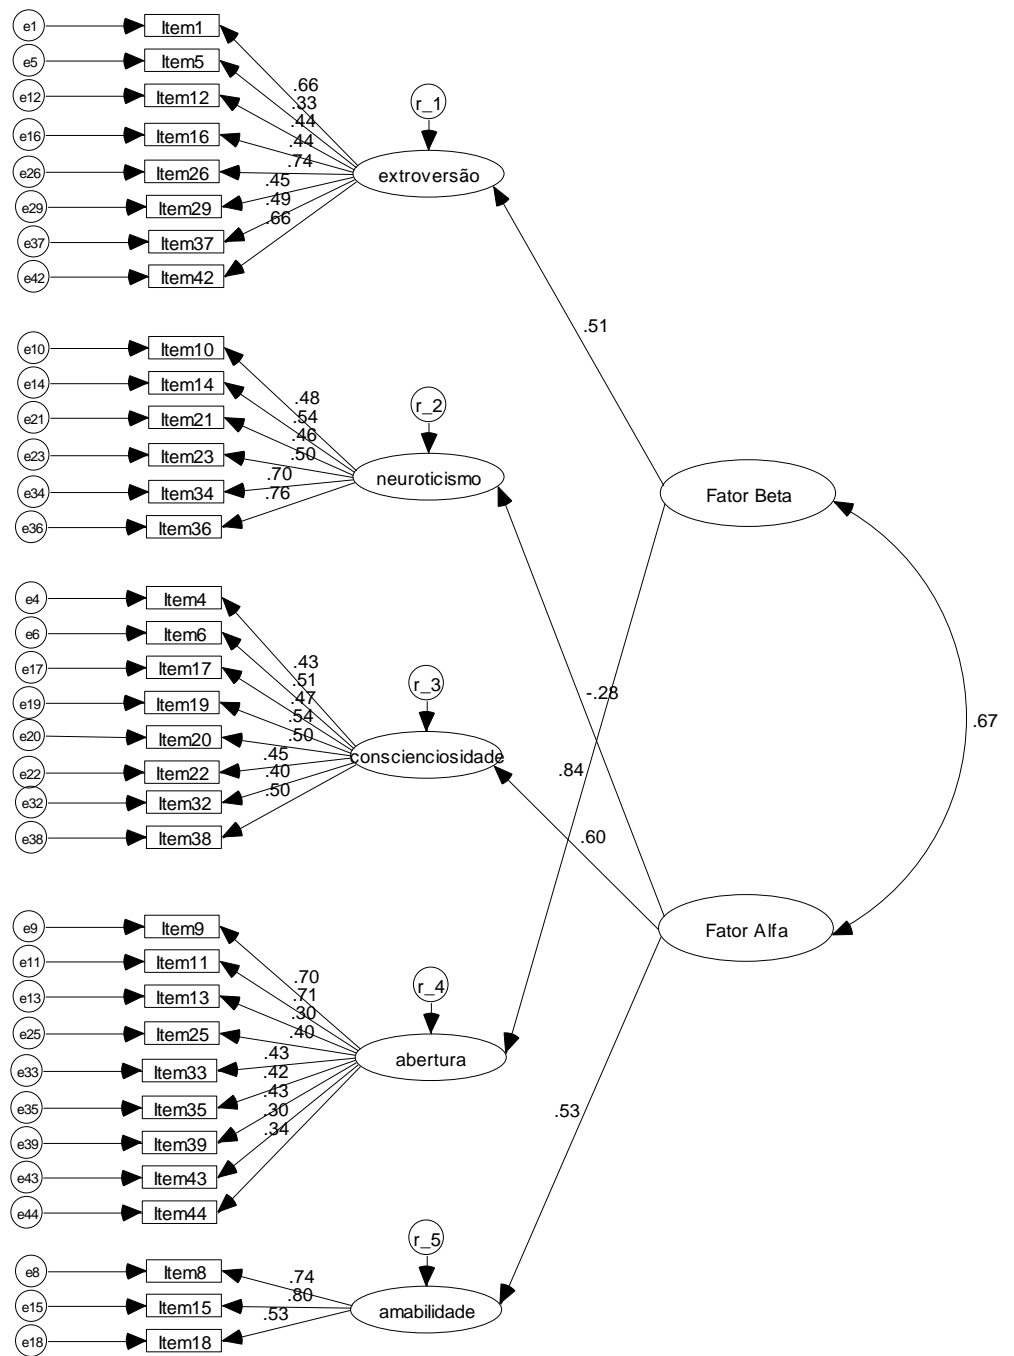 e1 Item1
e5 Item5
e12 Item12
e16 Item16
e26 Item26
e29 Item29
e37 Item37
e42 Item42
.66
.33
.44
.44
.74
.45
.49
.66
r_1
extroversão
.51
e10 Item10
e14 Item14
e21 Item21
e23 Item23
e34 Item34
e36 Item36
.48
.54
.46
.50
.70
.76
r_2
neuroticismo
Fator Beta
e4 Item4
e6 Item6
e17 Item17
e19 Item19
e20 Item20
e22 Item22
e32 Item32
e38 Item38
.43
.51
.47
.54
.50
.45
.40
.50
r_3
conscienciosidade
-.28
.84
.60
.67
Fator Alfa
e9 Item9
e11 Item11
e13 Item13
e25 Item25
e33 Item33
e35 Item35
e39 Item39
e43 Item43
e44 Item44
.70
.71
.30
.40
.43
.42
.43
.30
.34
r_4
abertura
.53
e8 Item8
e15 Item15
e18 Item18
.74
.80
.53
r_5
amabilidade